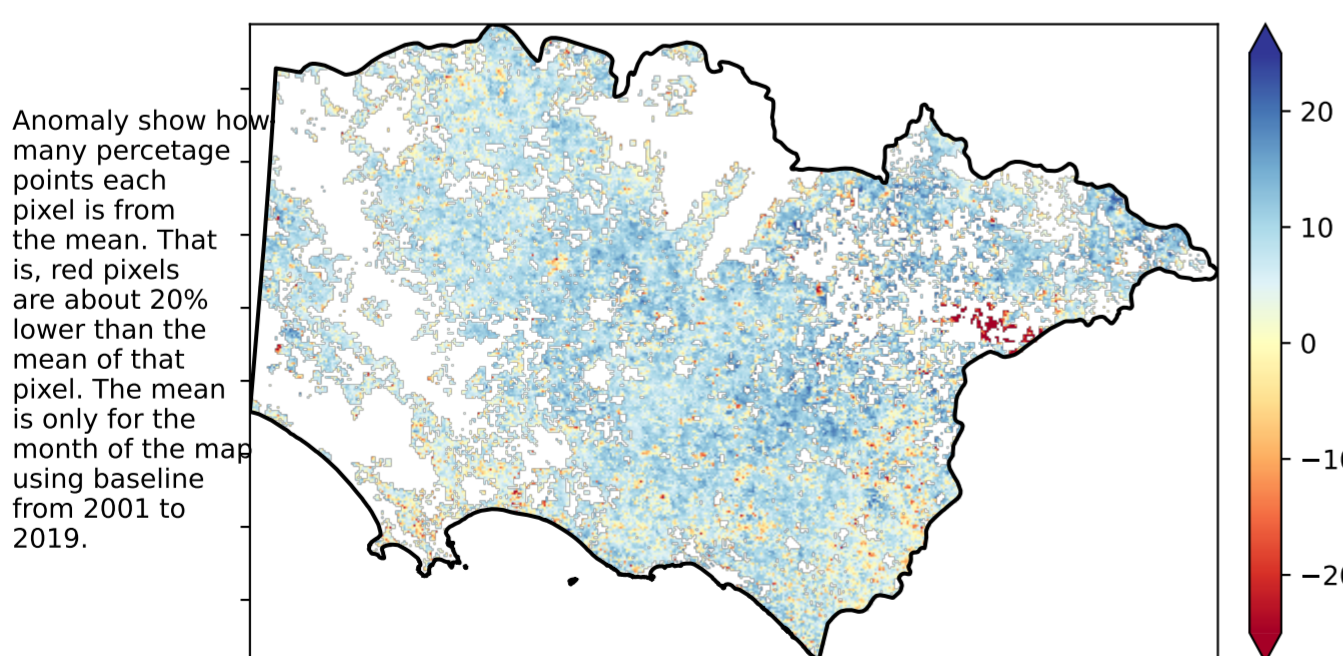 Anomaly show how
many percetage
points each
pixel is from
the mean. That
is, red pixels
are about 20%
lower than the
mean of that
pixel. The mean
is only for the
month of the map
using baseline
from 2001 to
2019.
20
10
0
−10
−20